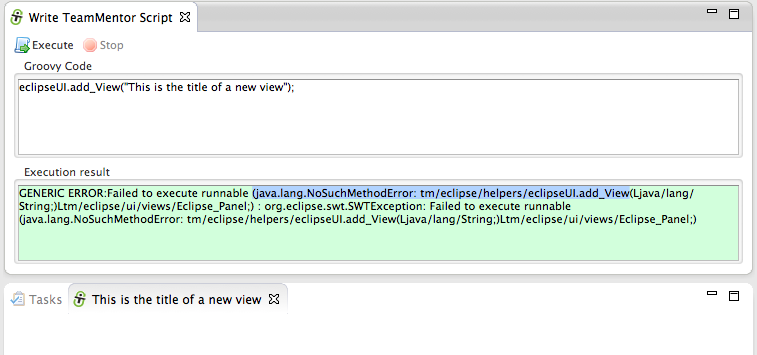 Write TeamMentor Script
Execute Stop
Groovy Code
eclipseUI.add_View("This is the title of a new view");
Execution result
GENERIC ERROR:Failed to execute runnable (java.lang.NoSuchMethodError: tm/eclipse/helpers/eclipseUI.add_View(Ljava/lang/
String;)Ltm/eclipse/ui/views/Eclipse_Panel;) : org.eclipse.swt.SWTException: Failed to execute runnable
(java.lang.NoSuchMethodError: tm/eclipse/helpers/eclipseUI.add_View(Ljava/lang/String;)Ltm/eclipse/ui/views/Eclipse_Panel;)
Tasks This is the title of a new view